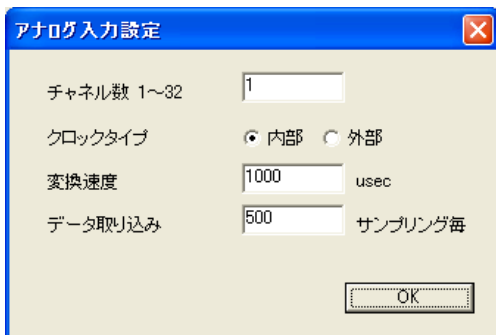 アナログ入力設定
チャネル数 1～32 1
クロックタイプ 内部 外部
変換速度 1000 usec
データ取り込み 500 サンプリング毎
OK